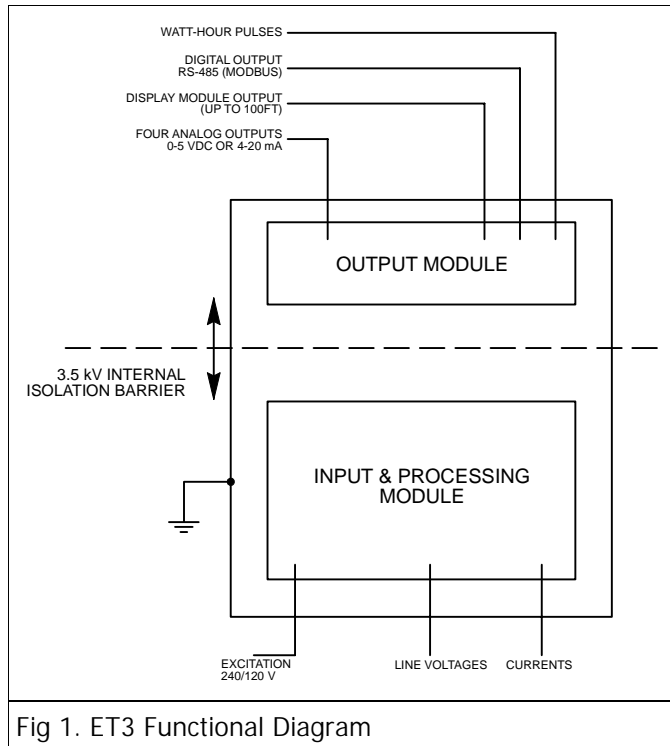 WATT-HOUR PULSES
DIGITAL OUTPUT
RS-485 (MODBUS)
DISPLAY MODULE OUTPUT
(UP TO 100FT)
FOUR ANALOG OUTPUTS
0-5 VDC OR 4-20 mA
OUTPUT MODULE
3.5 kV INTERNAL
ISOLATION BARRIER
INPUT & PROCESSING
MODULE
EXCITATION
240/120 V
LINE VOLTAGES
CURRENTS
Fig 1. ET3 Functional Diagram